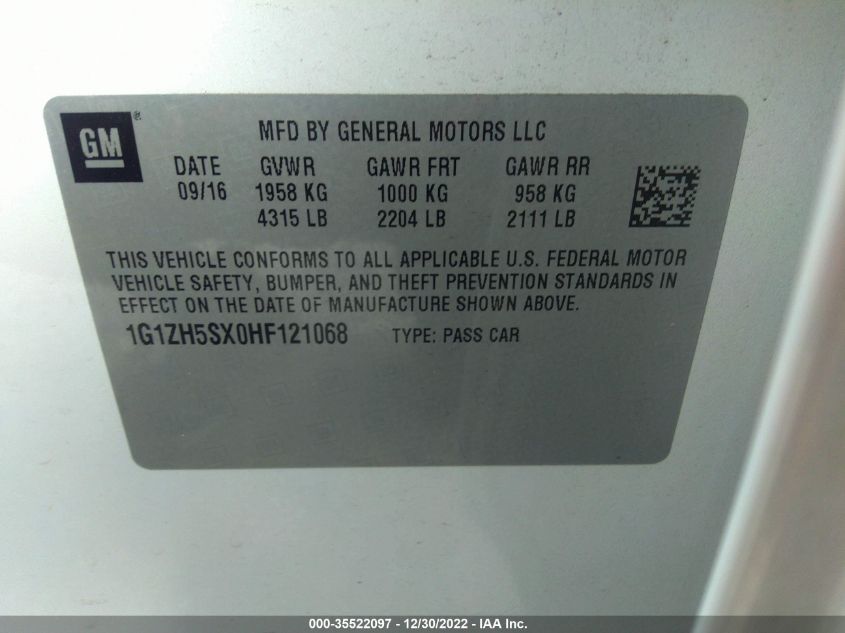 GM®
MFD BY GENERAL MOTORS LLC
DATE GVWR GAWR FRT GAWR RR
09/16 1958 KG 1000 KG 958 KG
4315 LB 2204 LB 2111 LB
THIS VEHICLE CONFORMS TO ALL APPLICABLE U.S. FEDERAL MOTOR
VEHICLE SAFETY, BUMPER, AND THEFT PREVENTION STANDARDS IN
EFFECT ON THE DATE OF MANUFACTURE SHOWN ABOVE.
1G1ZH5SX0HF121068 TYPE: PASS CAR
000-35522097 - 12/30/2022 - IAA Inc.